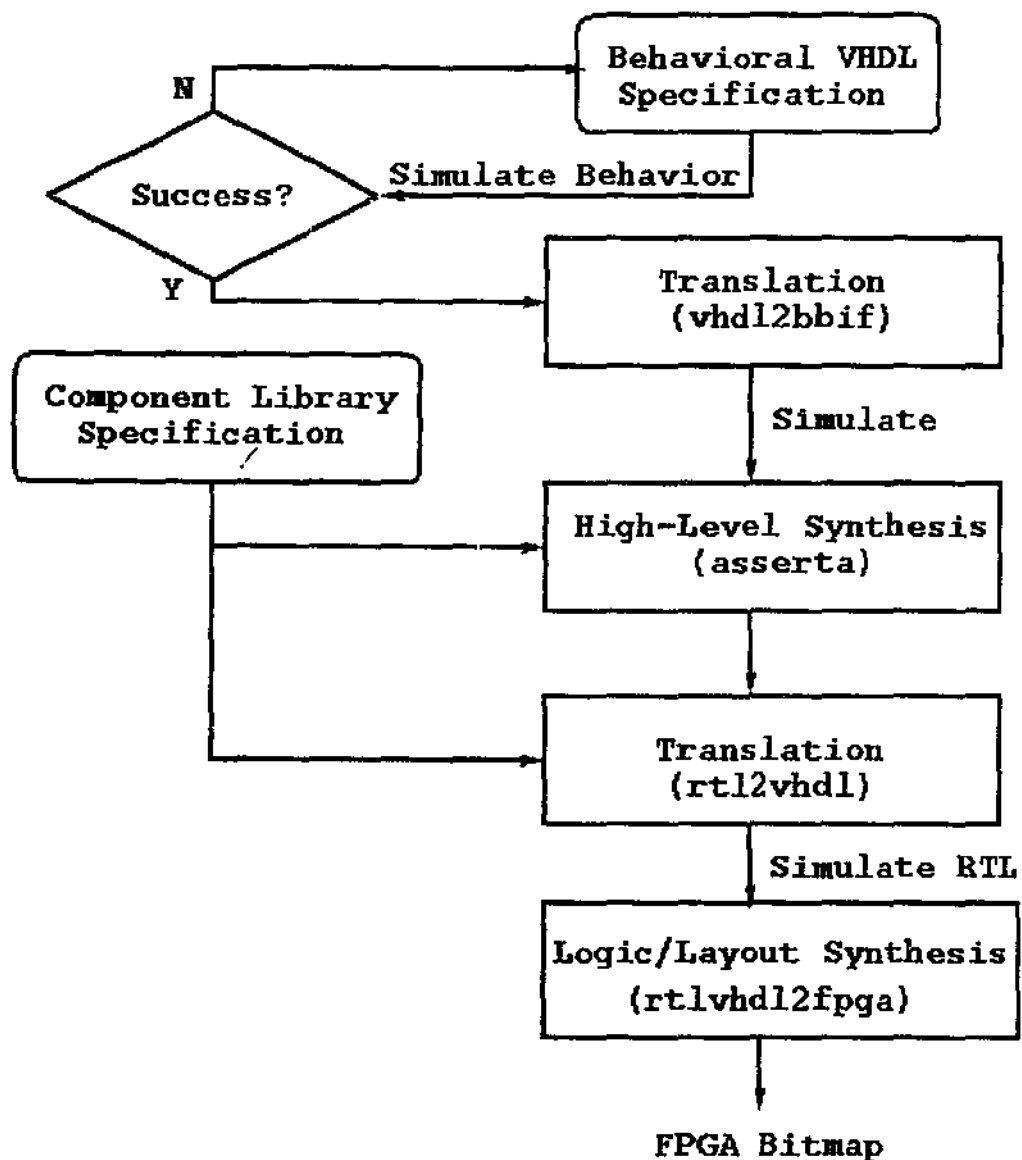 N
Behavioral VHDL
Specification
Success?
Simulate Behavior
Y
Translation
(vhdl2bbif)
Component Library
Specification
Simulate
High-Level Synthesis
(asserta)
Translation
(rtl2vhdl)
Simulate RTL
Logic/Layout Synthesis
(rtlvhdl2fpga)
FPGA Bitmap